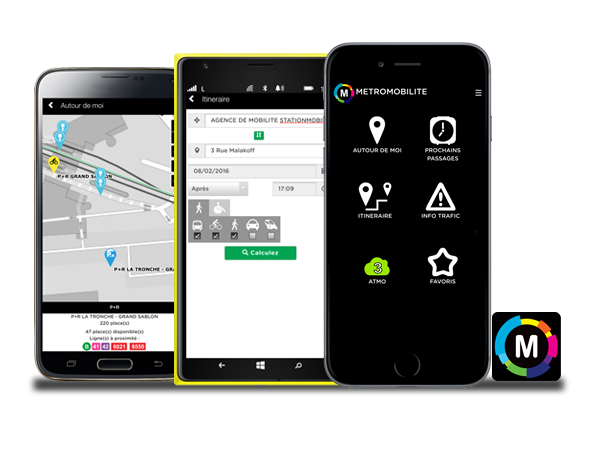 Autour de moi
P+R GRAND SABLON
P+R LA TRONCHE - GRAND
P+R
P+R LA TRONCHE - GRAND SABLON
220 place(s)
47 place(s) disponible(s)
Ligne(s) à proximité :
B 41 42 6021 6550
L
Itineraire
AGENCE DE MOBILITE STATIONMOBI
3 Rue Malakoff
08/02/2016
Après 17:09
Calculez
M METROMOBILITE
AUTOUR DE MOI
PROCHAINS
PASSAGES
ITINERAIRE
INFO TRAFIC
3
ATMO
FAVORIS
M